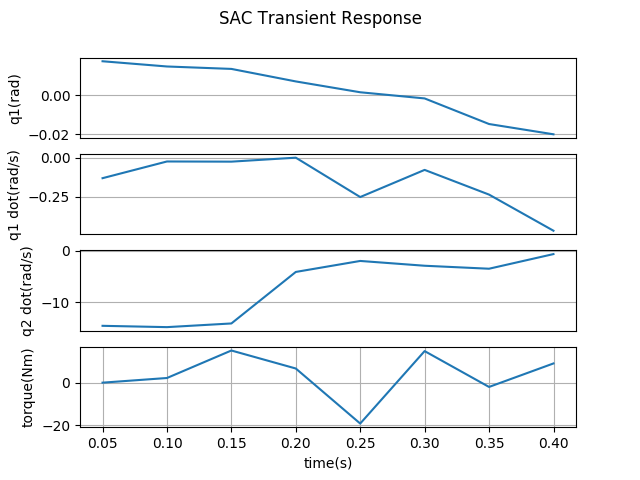 SAC Transient Response
q1(rad)
0.00
−0.02
q1 dot(rad/s)
0.00
−0.25
q2 dot(rad/s)
0
−10
torque(Nm)
0
−20
0.05 0.10 0.15 0.20 0.25 0.30 0.35 0.40
time(s)